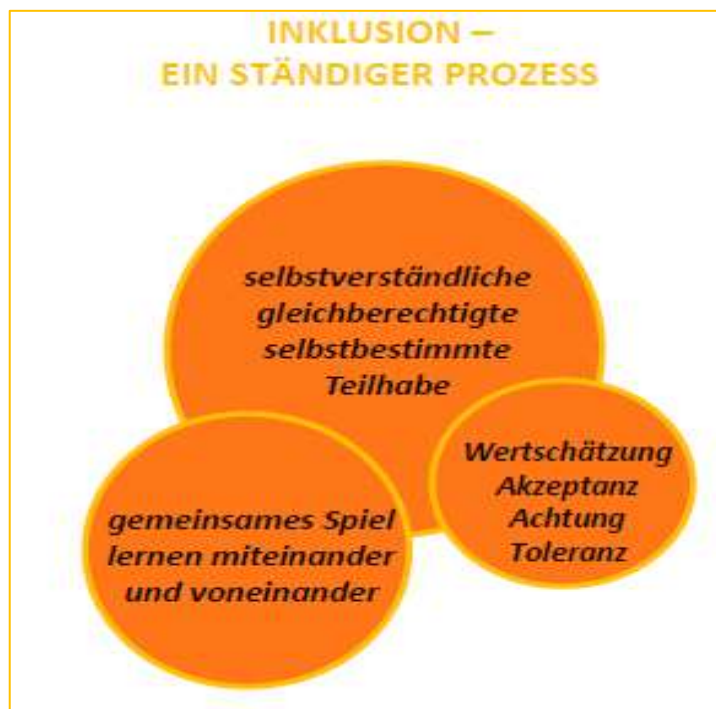 INKLUSION –
EIN STÄNDIGER PROZESS
selbstverständliche
gleichberechtigte
selbstbestimmte
Teilhabe
Wertschätzung
Akzeptanz
Achtung
Toleranz
gemeinsames Spiel
lernen miteinander
und voneinander